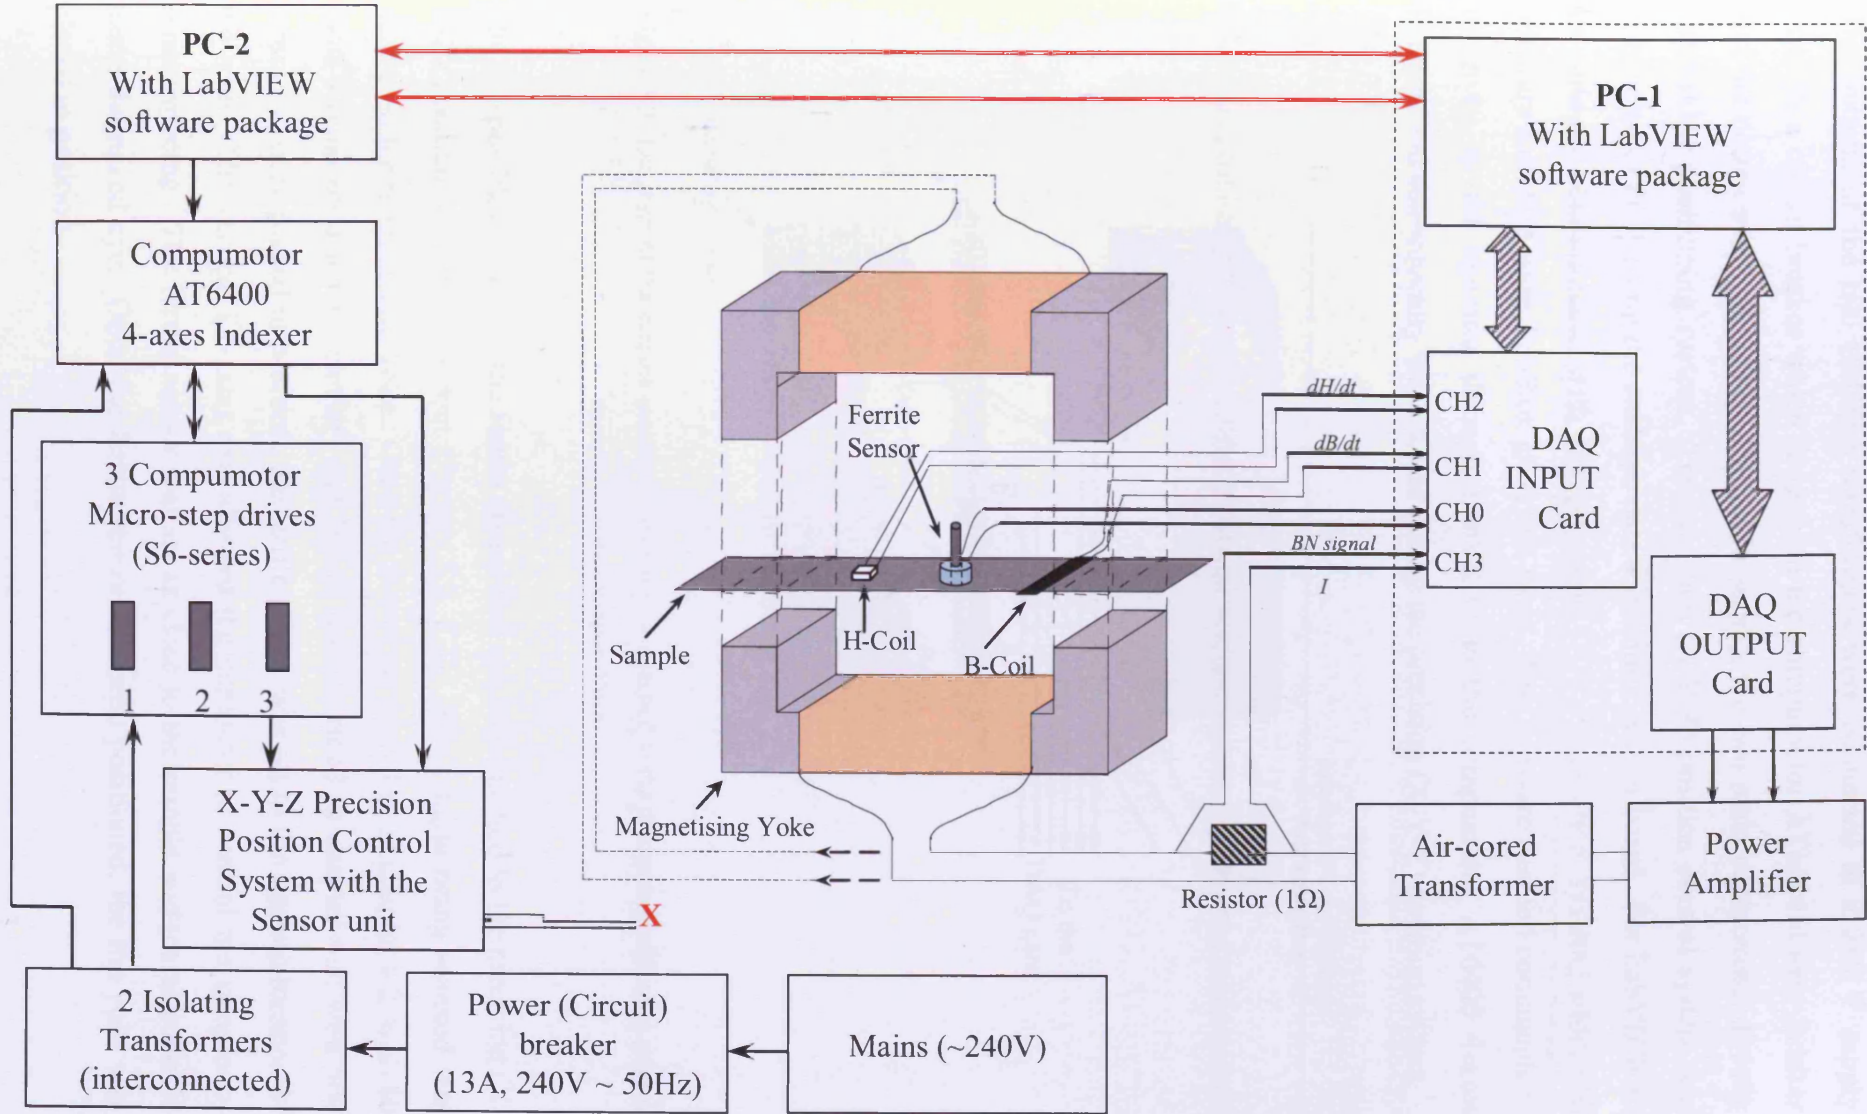 PC-2
With LabVIEW
software package
PC-1
With LabVIEW
software package
Compumotor
AT6400
4-axes Indexer
3 Compumotor
Micro-step drives
(S6-series)
1 2 3
X-Y-Z Precision
Position Control
System with the
Sensor unit
X
2 Isolating
Transformers
(interconnected)
Power (Circuit)
breaker
(13A, 240V ~ 50Hz)
Mains (~240V)
Ferrite
Sensor
Sample
H-Coil
B-Coil
Magnetising Yoke
dH/dt
dB/dt
BN signal
I
CH2
CH1
CH0
CH3
DAQ
INPUT
Card
DAQ
OUTPUT
Card
Resistor (1Ω)
Air-cored
Transformer
Power
Amplifier